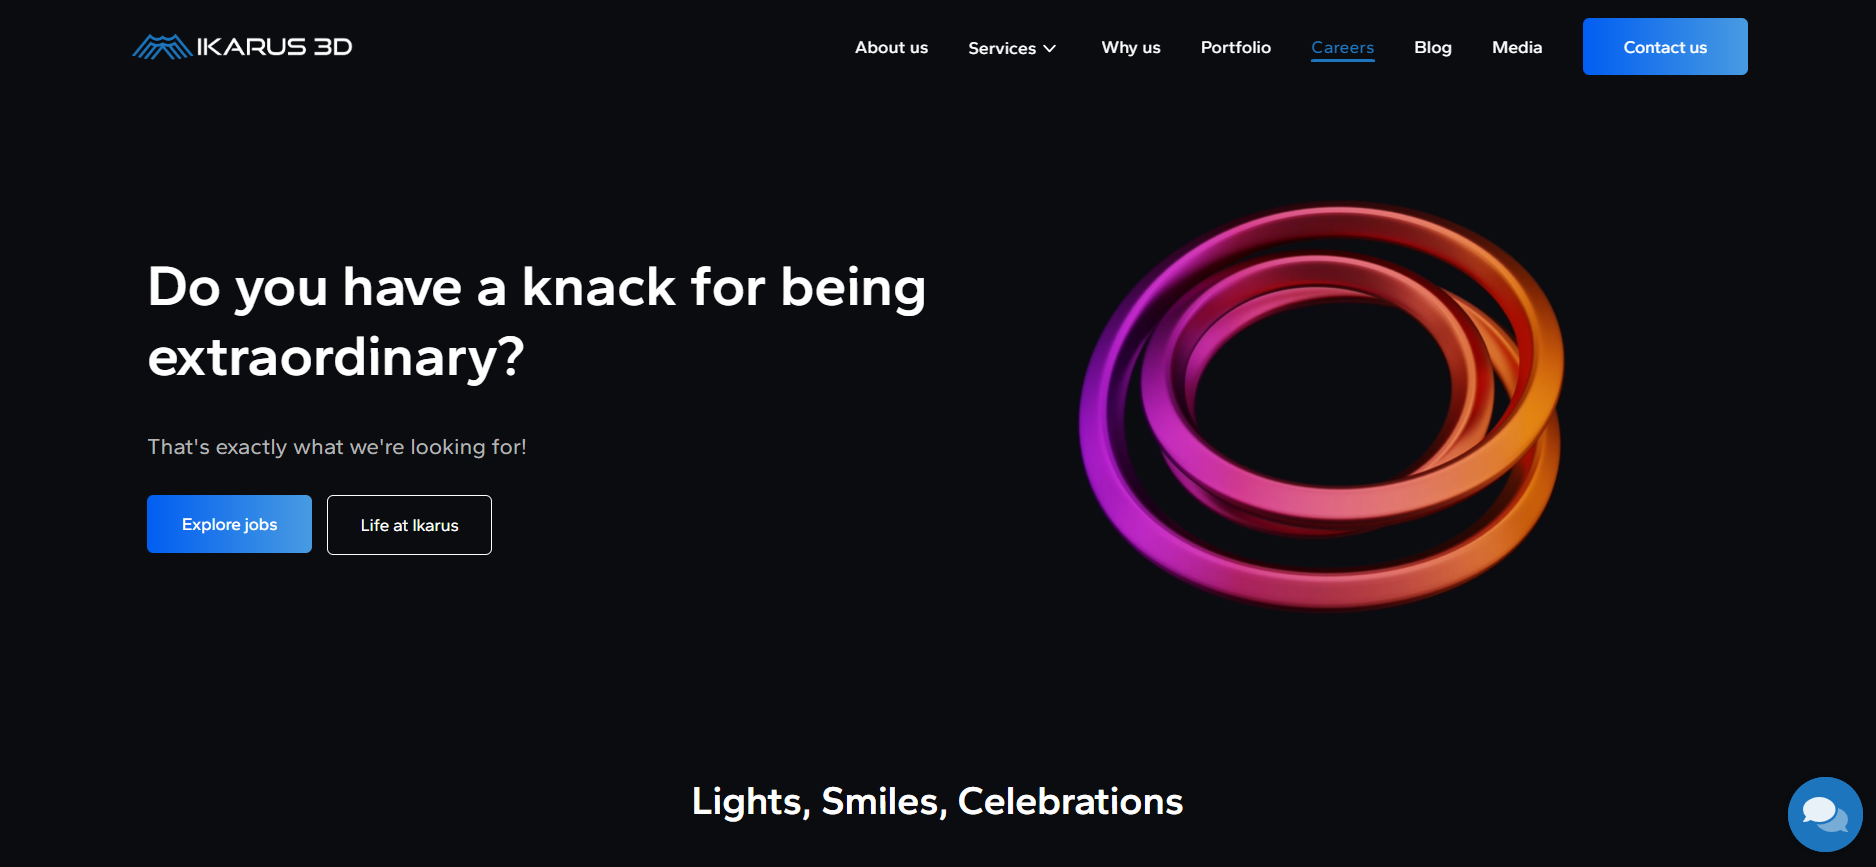 IKARUS 3D
About us
Services
Why us
Portfolio
Careers
Blog
Media
Contact us
Do you have a knack for being
extraordinary?
That's exactly what we're looking for!
Explore jobs
Life at Ikarus
Lights, Smiles, Celebrations